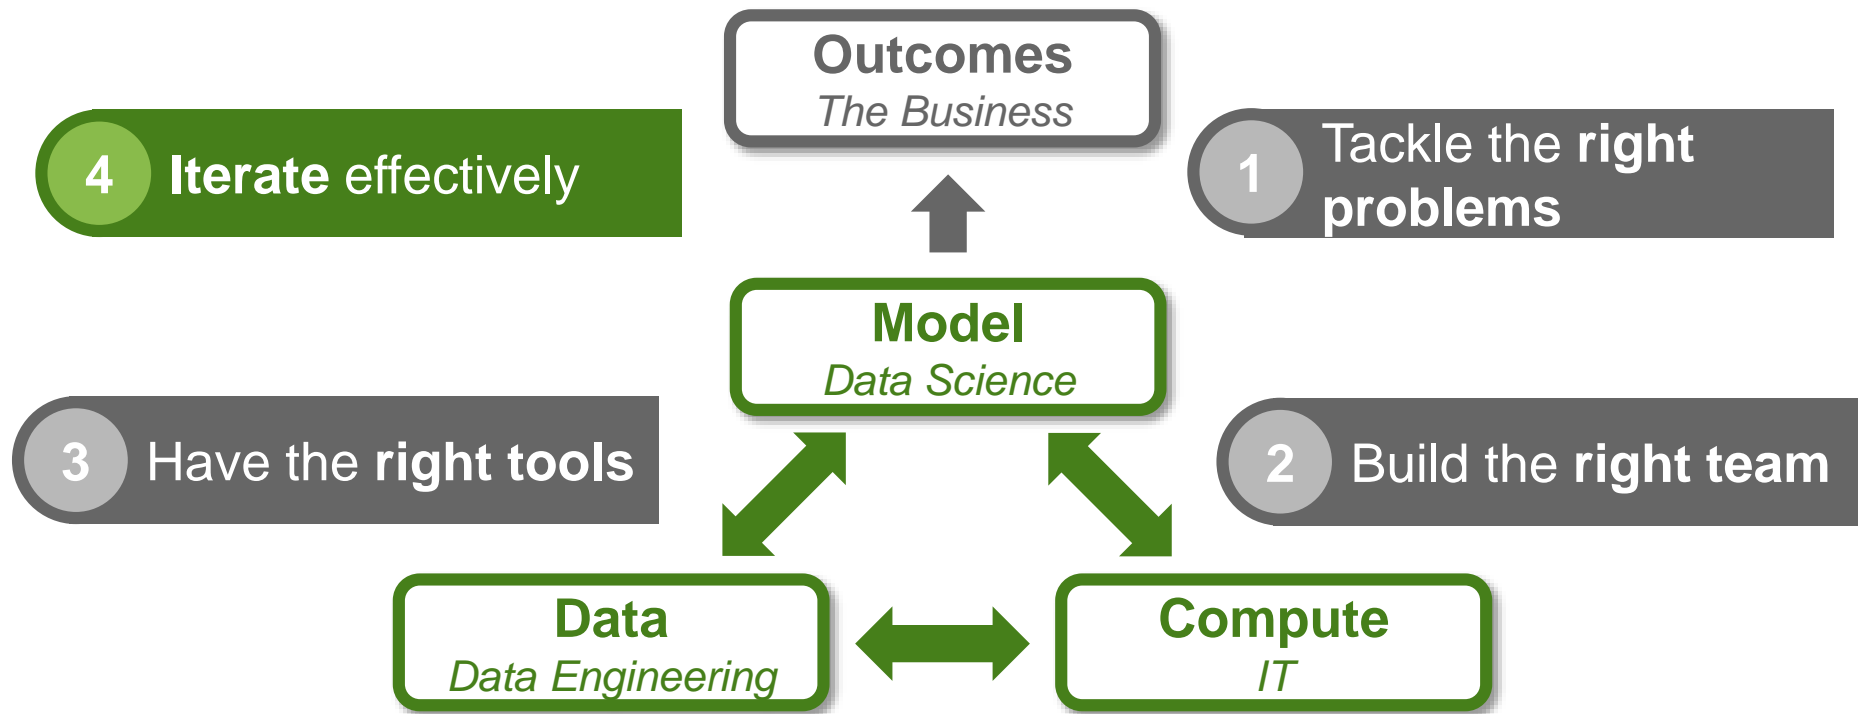 Outcomes
The Business
4
Iterate effectively
1
Tackle the right
problems
Model
Data Science
3
Have the right tools
2
Build the right team
Data
Data Engineering
Compute
IT